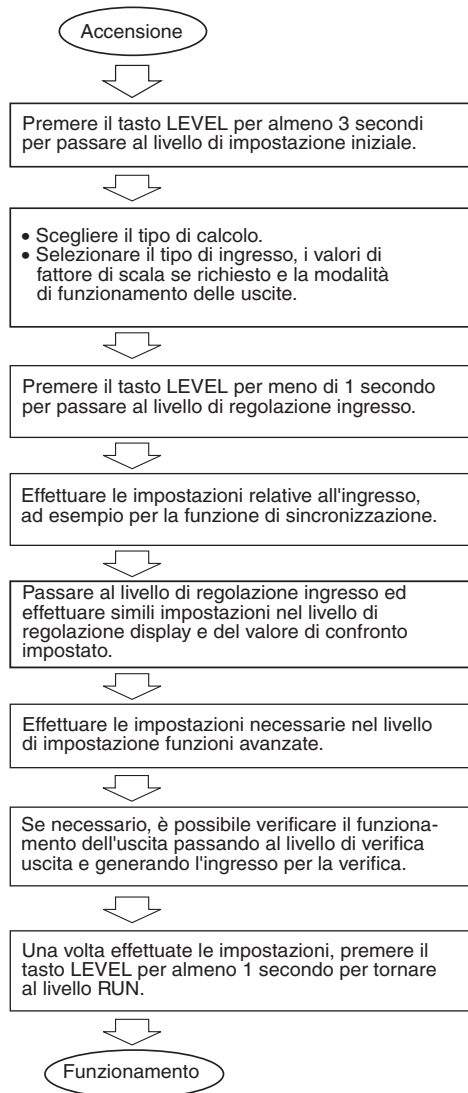 Accensione
Premere il tasto LEVEL per almeno 3 secondi
per passare al livello di impostazione iniziale.
• Scegliere il tipo di calcolo.
• Selezionare il tipo di ingresso, i valori di
fattore di scala se richiesto e la modalità
di funzionamento delle uscite.
Premere il tasto LEVEL per meno di 1 secondo
per passare al livello di regolazione ingresso.
Effettuare le impostazioni relative all'ingresso,
ad esempio per la funzione di sincronizzazione.
Passare al livello di regolazione ingresso ed
effettuare simili impostazioni nel livello di
regolazione display e del valore di confronto
impostato.
Effettuare le impostazioni necessarie nel livello
di impostazione funzioni avanzate.
Se necessario, è possibile verificare il funziona-
mento dell'uscita passando al livello di verifica
uscita e generando l'ingresso per la verifica.
Una volta effettuate le impostazioni, premere il
tasto LEVEL per almeno 1 secondo per tornare
al livello RUN.
Funzionamento